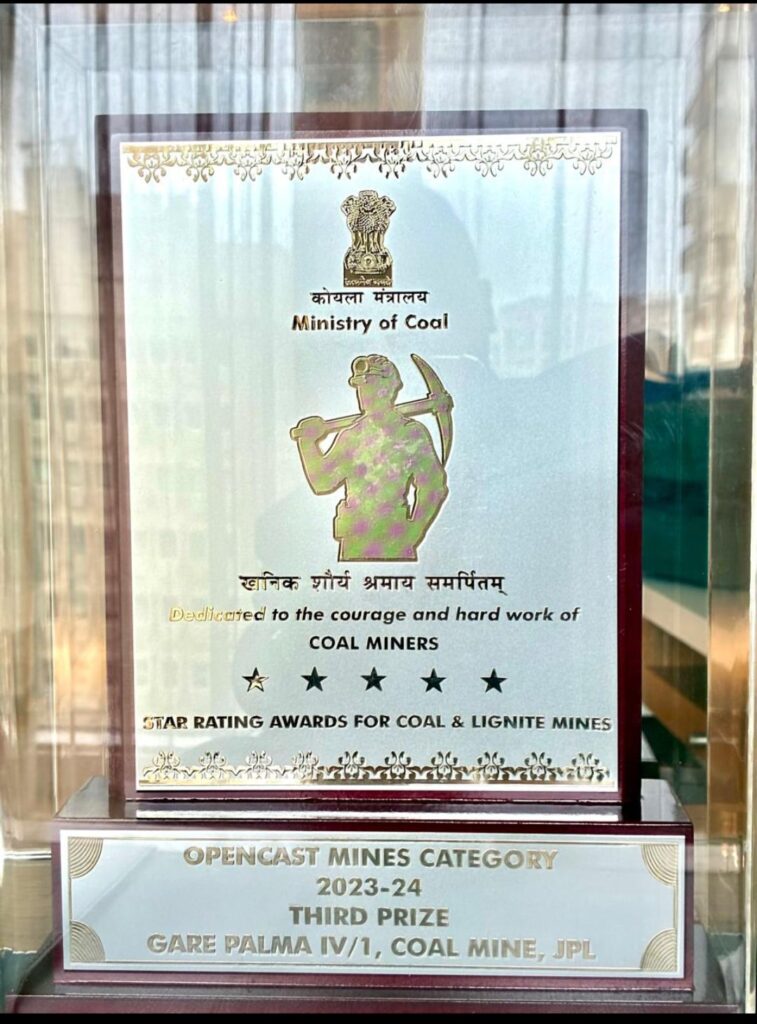 कोयला मंत्रालय
Ministry of Coal
खनिक शौर्य श्रमाय समर्पितम्
Dedicated to the courage and hard work of
COAL MINERS
STAR RATING AWARDS FOR COAL & LIGNITE MINES
OPENCAST MINES CATEGORY
2023-24
THIRD PRIZE
GARE PALMA IV/1, COAL MINE, JPL